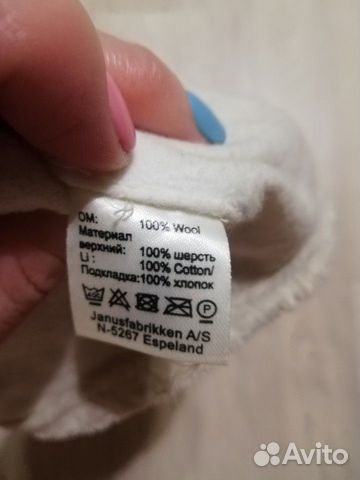 OM: 100% Wool
Материал
верхний: 100% шерсть
Li : 100% Cotton/
Подкладка:100% хлопок
P
Janusfabrikken A/S
N-5267 Espeland
Avito